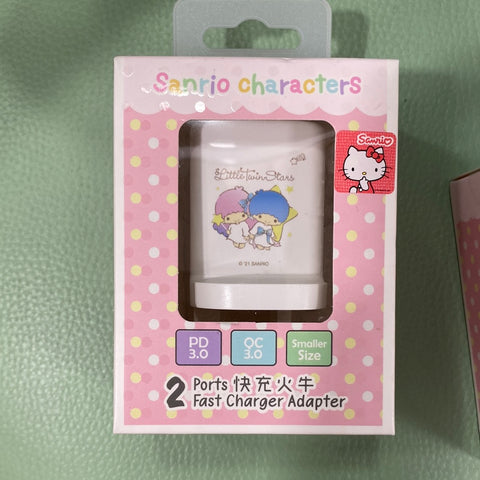 Sanrio characters
Sanrio
Little Twin Stars
© '21 SANRIO
PD
3.0
QC
3.0
Smaller
Size
2 Ports 快充火牛
Fast Charger Adapter